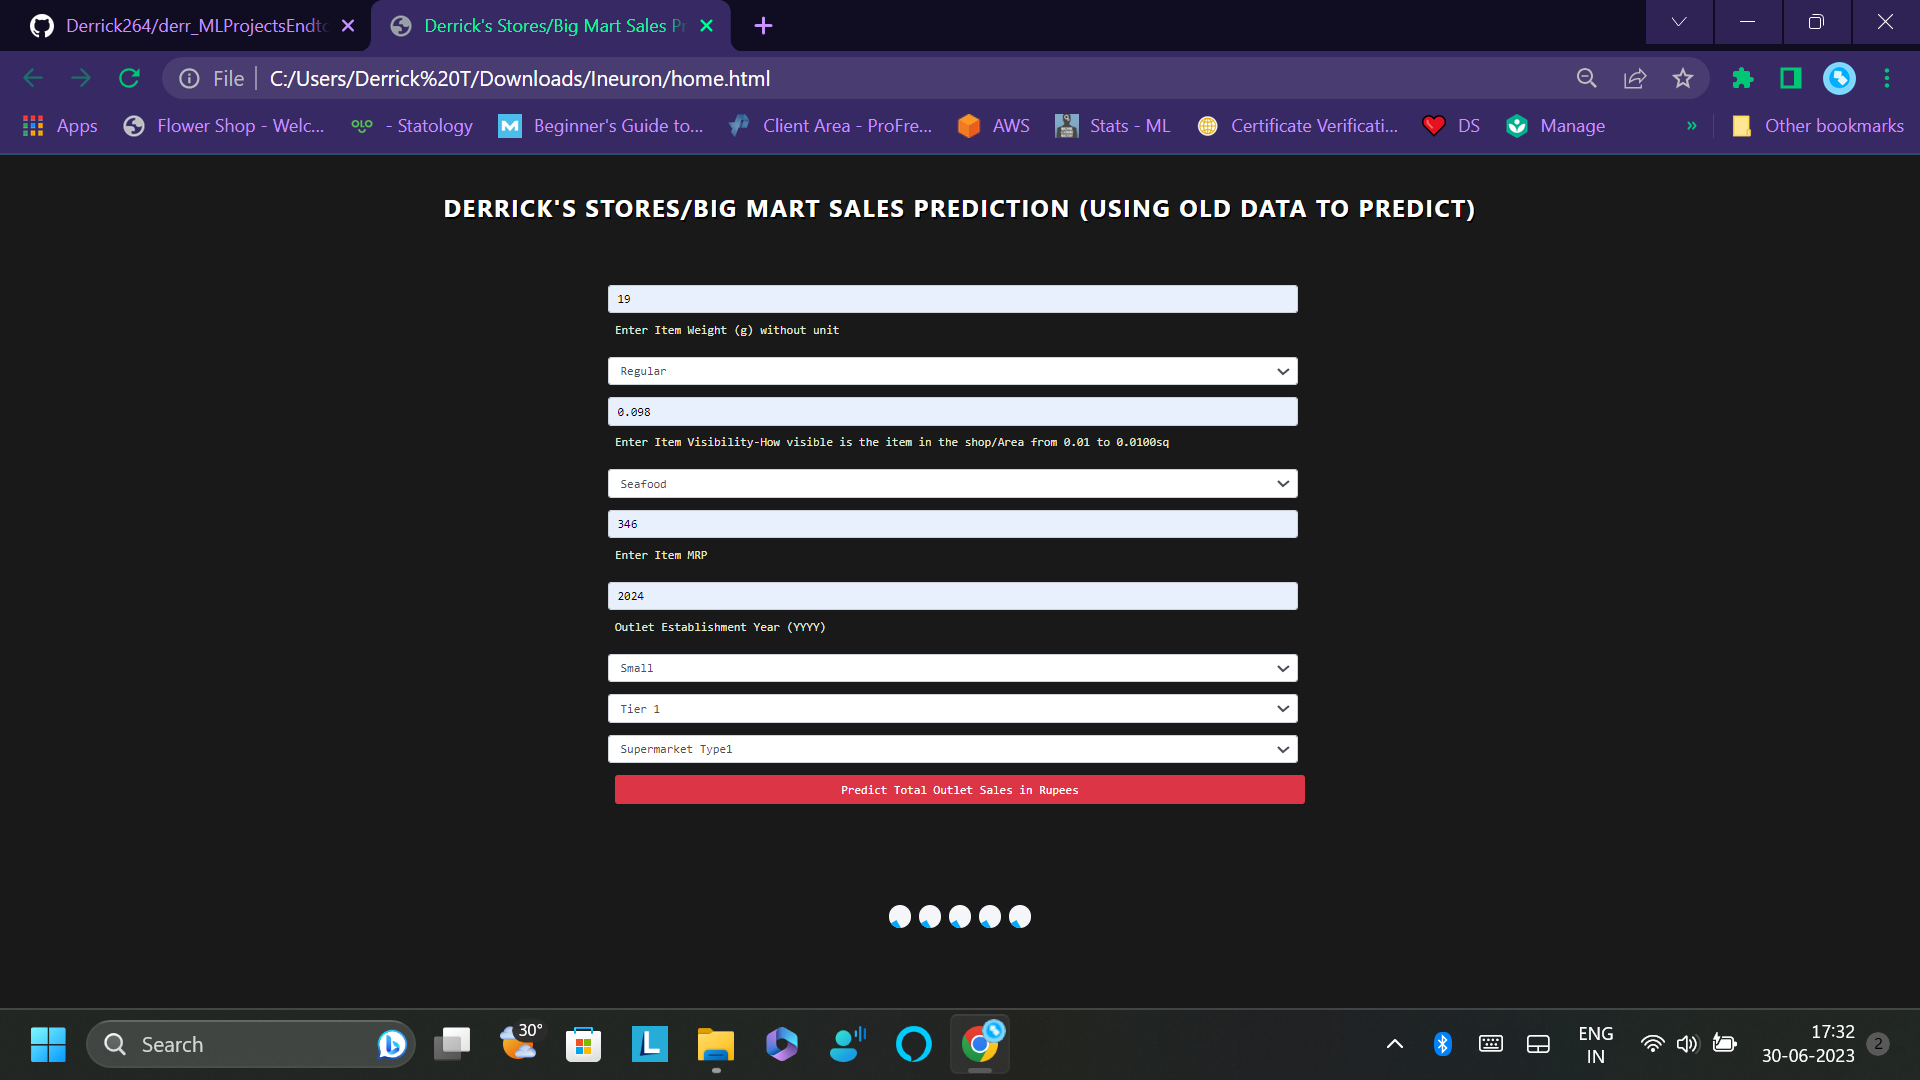 Derrick264/derr_MLProjectsEndto
Derrick's Stores/Big Mart Sales Pr
File
C:/Users/Derrick%20T/Downloads/Ineuron/home.html
Apps
Flower Shop - Welc...
- Statology
Beginner's Guide to...
Client Area - ProFre...
AWS
Stats - ML
Certificate Verificati...
DS
Manage
»
Other bookmarks
DERRICK'S STORES/BIG MART SALES PREDICTION (USING OLD DATA TO PREDICT)
19
Enter Item Weight (g) without unit
Regular
0.098
Enter Item Visibility-How visible is the item in the shop/Area from 0.01 to 0.0100sq
Seafood
346
Enter Item MRP
2024
Outlet Establishment Year (YYYY)
Small
Tier 1
Supermarket Type1
Predict Total Outlet Sales in Rupees
Search
30°
L
ENG
IN
17:32
30-06-2023
2